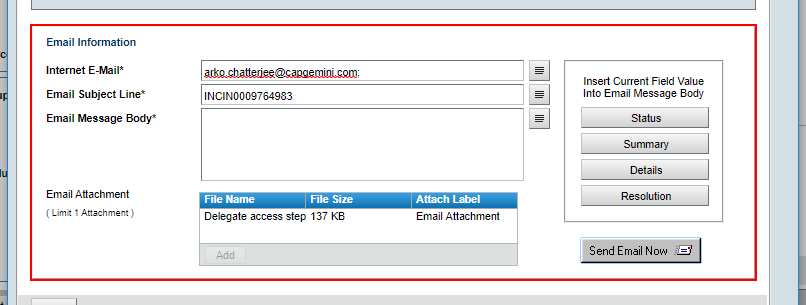 Email Information
Internet E-Mail*
arko.chatterjee@capgemini.com;
Email Subject Line*
INCIN0009764983
Email Message Body*
Insert Current Field Value
Into Email Message Body
Status
Summary
Details
Resolution
Email Attachment
( Limit 1 Attachment )
File Name File Size Attach Label
Delegate access step 137 KB Email Attachment
Add
Send Email Now